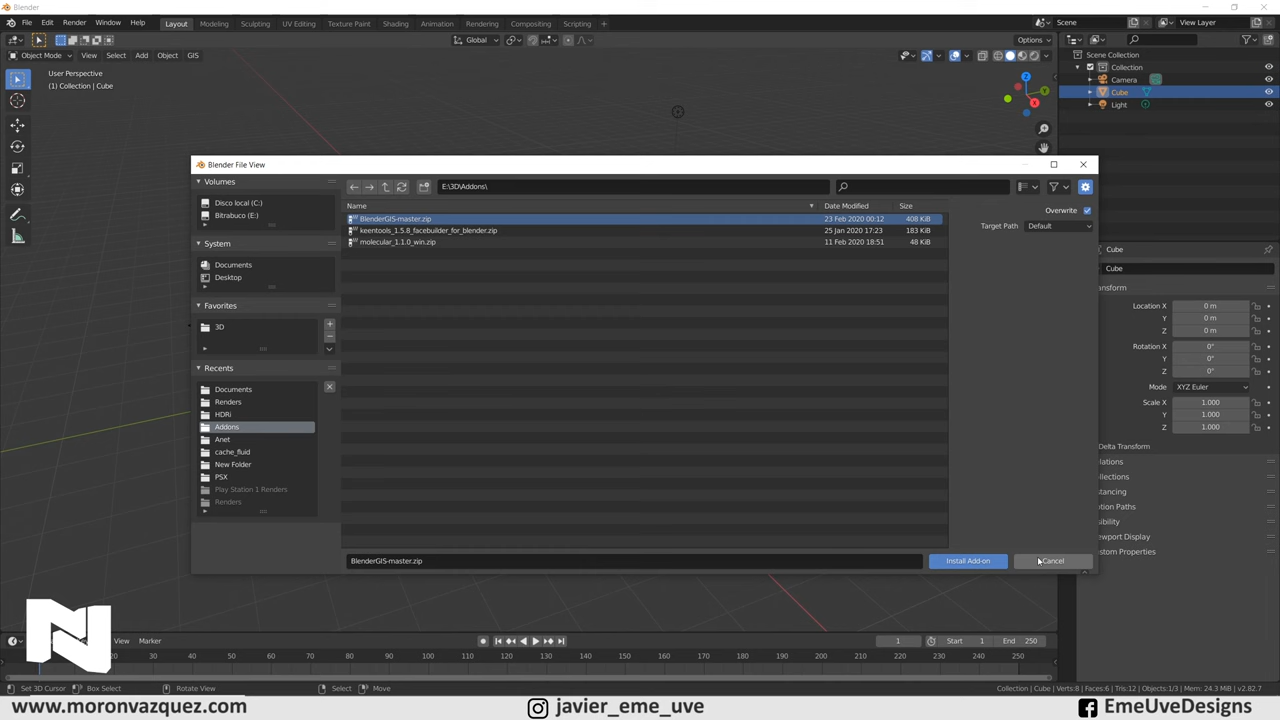 Blender
File Edit Render Window Help Layout Modeling Sculpting UV Editing Texture Paint Shading Animation Rendering Compositing Scripting + Scene View Layer
Global Options
Object Mode View Select Add Object GIS
User Perspective
(1) Collection | Cube
Z
Y
X
Scene Collection
Collection
Camera
Cube
Light
Blender File View
Volumes
Disco local (C:)
Bitrabuco (E:)
System
Documents
Desktop
Favorites
3D
Recents
Documents
Renders
HDRi
Addons
Anet
cache_fluid
New Folder
PSX
Play Station 1 Renders
Renders
E:\3D\Addons\
Name Date Modified Size
BlenderGIS-master.zip 23 Feb 2020 00:12 408 KiB
keentools_1.5.8_facebuilder_for_blender.zip 25 Jan 2020 17:23 183 KiB
molecular_1.1.0_win.zip 11 Feb 2020 18:51 48 KiB
Overwrite
Target Path Default
BlenderGIS-master.zip Install Add-on Cancel
Cube
Cube
ransform
Location X 0 m
Y 0 m
Z 0 m
Rotation X 0°
Y 0°
Z 0°
Mode XYZ Euler
Scale X 1.000
Y 1.000
Z 1.000
Delta Transform
elations
ollections
stancing
otion Paths
sibility
iewport Display
ustom Properties
View Marker 1 Start 1 End 250
20 30 40 50 60 70 80 90 100 110 120 130 140 150 160 170 180 190 200 210 220 230 240 250
Set 3D Cursor Box Select Rotate View Select Move Collection | Cube | Verts:8 | Faces:6 | Tris:12 | Objects:1/3 | Mem: 24.3 MiB | v2.82.7
www.moronvazquez.com javier_eme_uve EmeUveDesigns